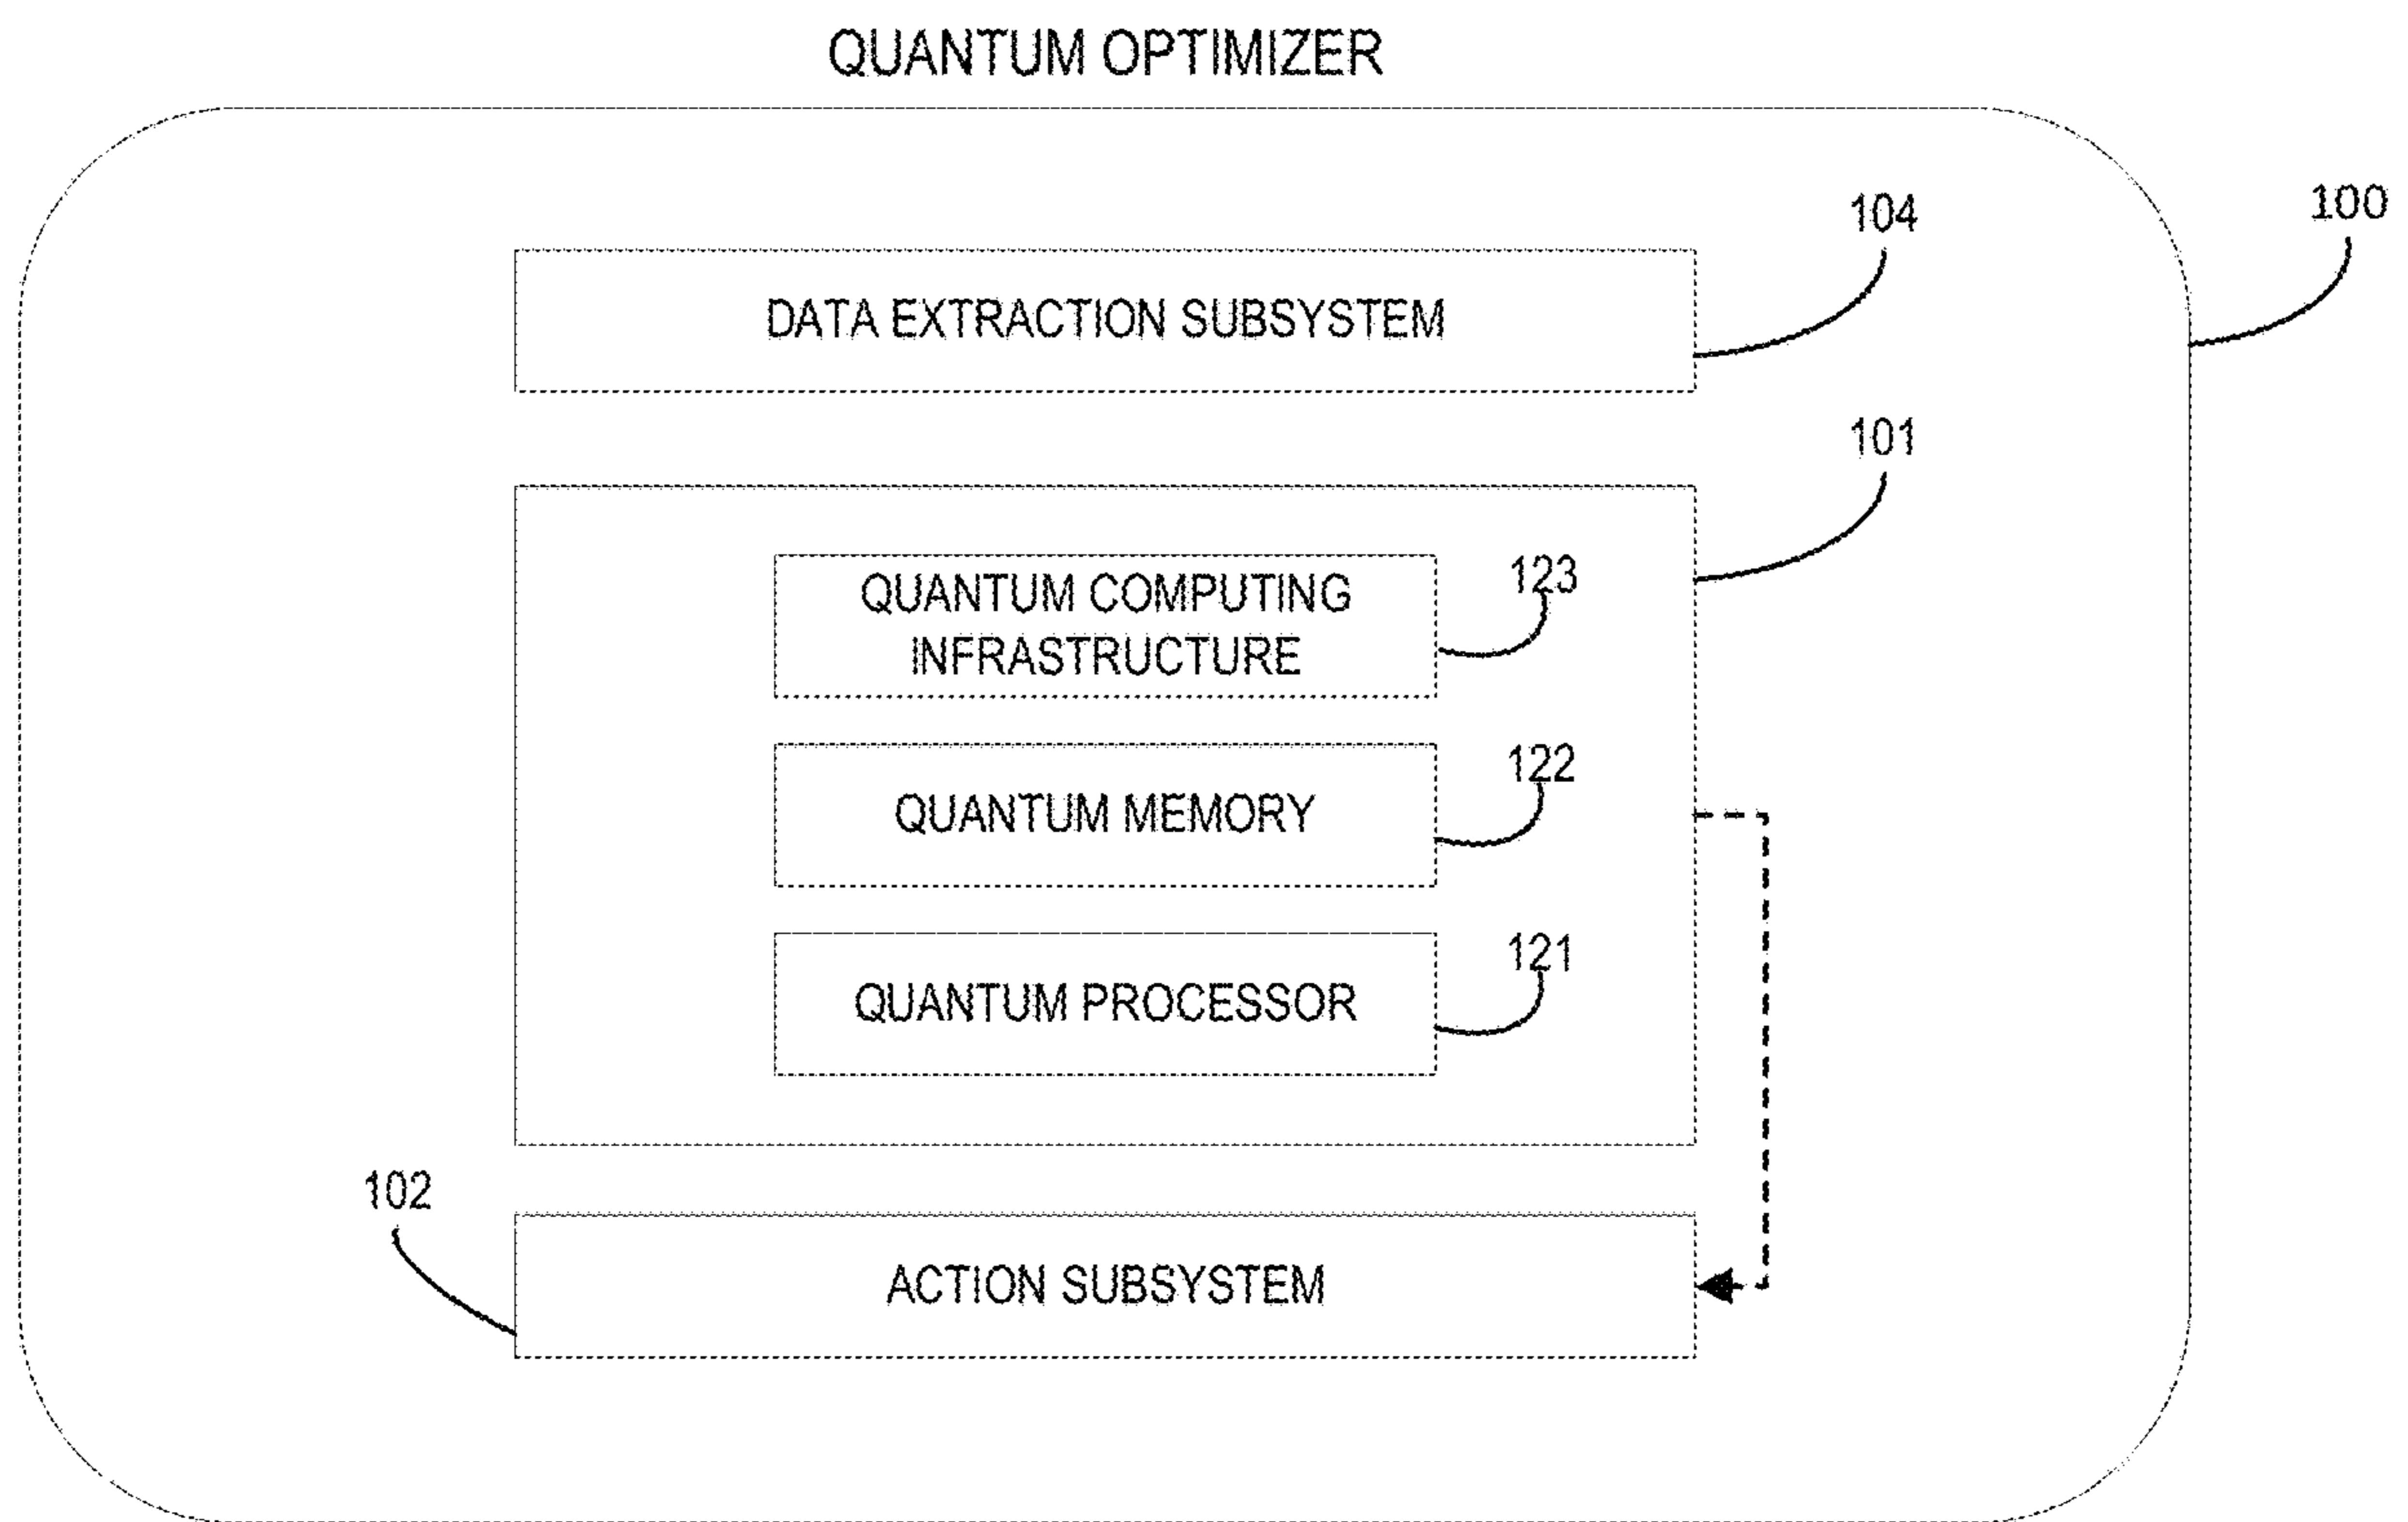 QUANTUM OPTIMIZER
100
104
DATA EXTRACTION SUBSYSTEM
101
123
QUANTUM COMPUTING
INFRASTRUCTURE
122
QUANTUM MEMORY
121
QUANTUM PROCESSOR
102
ACTION SUBSYSTEM